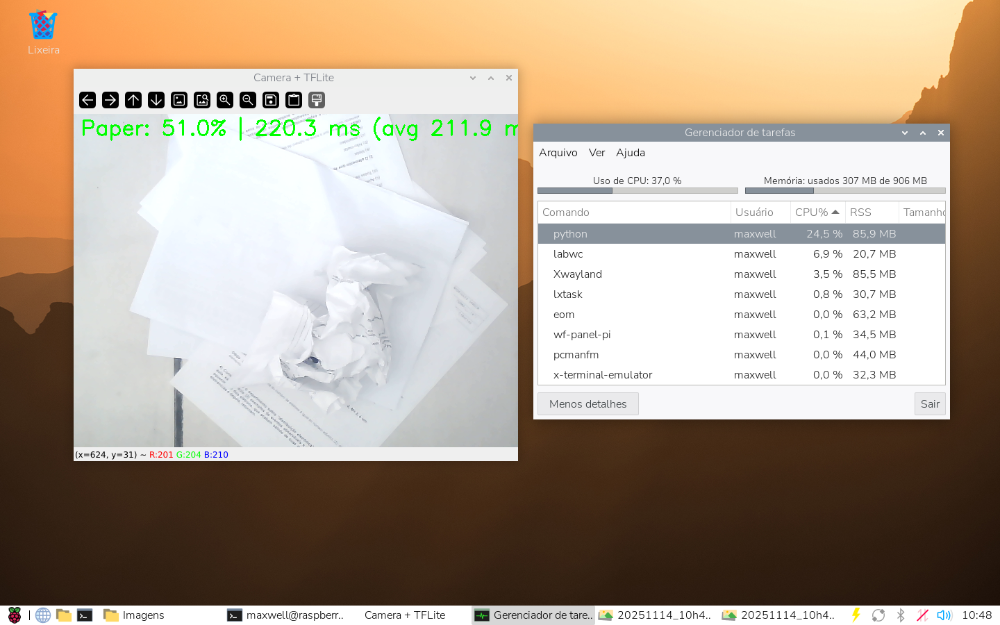 Lixeira
Camera + TFLite
Paper: 51.0% | 220.3 ms (avg 211.9 m
(x=624, y=31) ~ R:201 G:204 B:210
Gerenciador de tarefas
Arquivo Ver Ajuda
Uso de CPU: 37,0 % Memória: usados 307 MB de 906 MB
Comando Usuário CPU% RSS Tamanho
python maxwell 24,5 % 85,9 MB
labwc maxwell 6,9 % 20,7 MB
Xwayland maxwell 3,5 % 85,5 MB
lxtask maxwell 0,8 % 30,7 MB
eom maxwell 0,0 % 63,2 MB
wf-panel-pi maxwell 0,1 % 34,5 MB
pcmanfm maxwell 0,0 % 44,0 MB
x-terminal-emulator maxwell 0,0 % 32,3 MB
Menos detalhes Sair
Imagens maxwell@raspberr.. Camera + TFLite Gerenciador de tare.. 20251114_10h4.. 20251114_10h4.. 10:48